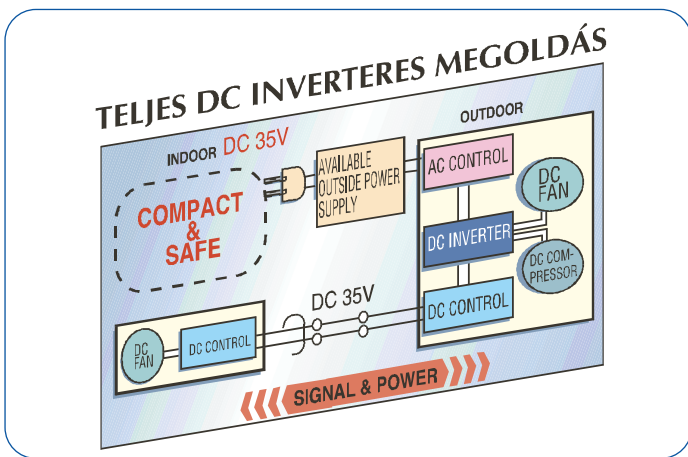 TELJES DC INVERTERES MEGOLDÁS
INDOOR DC 35V
OUTDOOR
COMPACT
&
SAFE
AVAILABLE
OUTSIDE POWER
SUPPLY
AC CONTROL
DC
FAN
DC INVERTER
DC COM-
PRESSOR
DC CONTROL
DC 35V
DC
FAN
DC CONTROL
SIGNAL & POWER